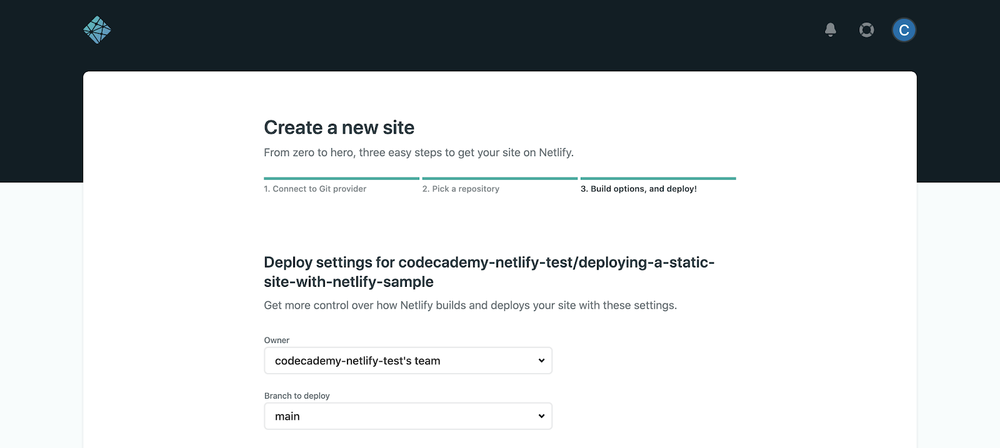 C
Create a new site
From zero to hero, three easy steps to get your site on Netlify.
1. Connect to Git provider
2. Pick a repository
3. Build options, and deploy!
Deploy settings for codecademy-netlify-test/deploying-a-static-
site-with-netlify-sample
Get more control over how Netlify builds and deploys your site with these settings.
Owner
codecademy-netlify-test's team
Branch to deploy
main